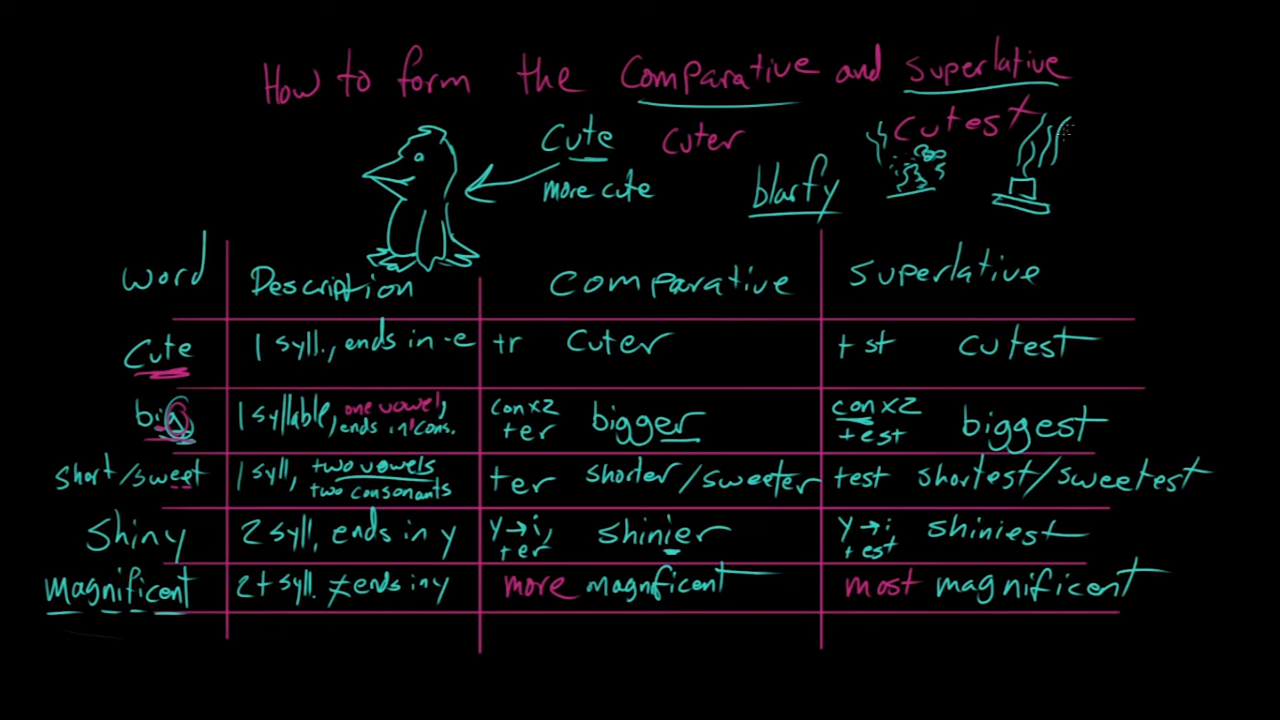 How to form the Comparative and superlative
cute cuter cutest
more cute blarfy
word Description Comparative superlative
cute 1 syll., ends in -e +r cuter +st cutest
big 1 syllable, one vowel, ends in 1 cons. con x2 +er bigger con x2 +est biggest
short/sweet 1 syll, two vowels two consonants +er shorter/sweeter +est shortest/sweetest
shiny 2 syll, ends in y y→i, +er shinier y→i +est shiniest
magnificent 2+ syll. ≠ ends in y more magnficent most magnificent